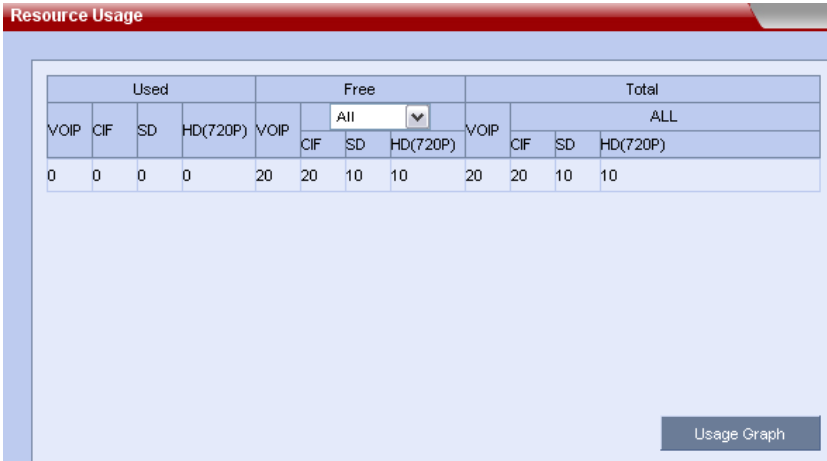 Resource Usage
Used Free Total
All ALL
VOIP CIF SD HD(720P) VOIP CIF SD HD(720P) VOIP CIF SD HD(720P)
0 0 0 0 20 20 10 10 20 20 10 10
Usage Graph